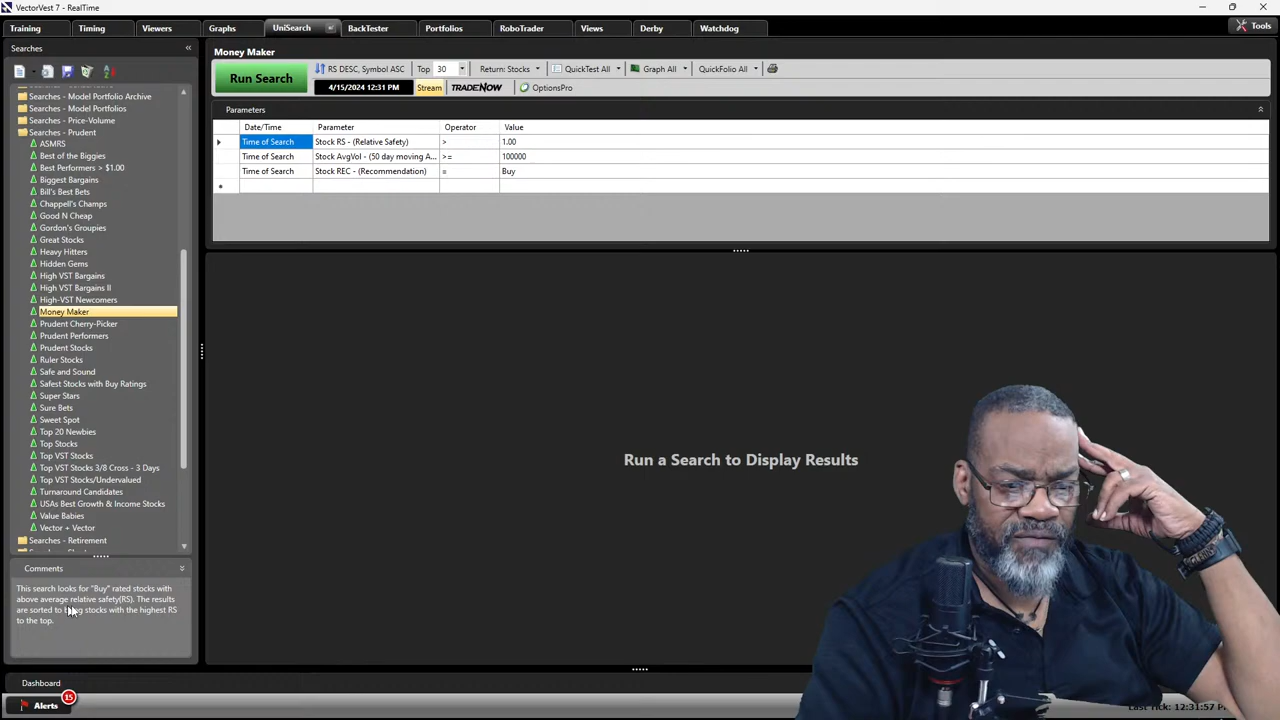 VectorVest 7 - RealTime
Training
Timing
Viewers
Graphs
UniSearch
BackTester
Portfolios
RoboTrader
Views
Derby
Watchdog
Tools
Searches
Money Maker
Run Search
RS DESC, Symbol ASC
Top 30
Return: Stocks
QuickTest All
Graph All
QuickFolio All
4/15/2024 12:31 PM
Stream
TRADENOW
OptionsPro
Parameters
Date/Time Parameter Operator Value
Time of Search Stock RS - (Relative Safety) > 1.00
Time of Search Stock AvgVol - (50 day moving A... >= 100000
Time of Search Stock REC - (Recommendation) = Buy
Searches - Model Portfolio Archive
Searches - Model Portfolios
Searches - Price-Volume
Searches - Prudent
ASMRS
Best of the Biggies
Best Performers > $1.00
Biggest Bargains
Bill's Best Bets
Chappell's Champs
Good N Cheap
Gordon's Groupies
Great Stocks
Heavy Hitters
Hidden Gems
High VST Bargains
High VST Bargains II
High-VST Newcomers
Money Maker
Prudent Cherry-Picker
Prudent Performers
Prudent Stocks
Ruler Stocks
Safe and Sound
Safest Stocks with Buy Ratings
Super Stars
Sure Bets
Sweet Spot
Top 20 Newbies
Top Stocks
Top VST Stocks
Top VST Stocks 3/8 Cross - 3 Days
Top VST Stocks/Undervalued
Turnaround Candidates
USAs Best Growth & Income Stocks
Value Babies
Vector + Vector
Searches - Retirement
Run a Search to Display Results
Comments
This search looks for "Buy" rated stocks with
above average relative safety(RS). The results
are sorted to bring stocks with the highest RS
to the top.
Dashboard
Alerts
15
Last Tick: 12:31:57